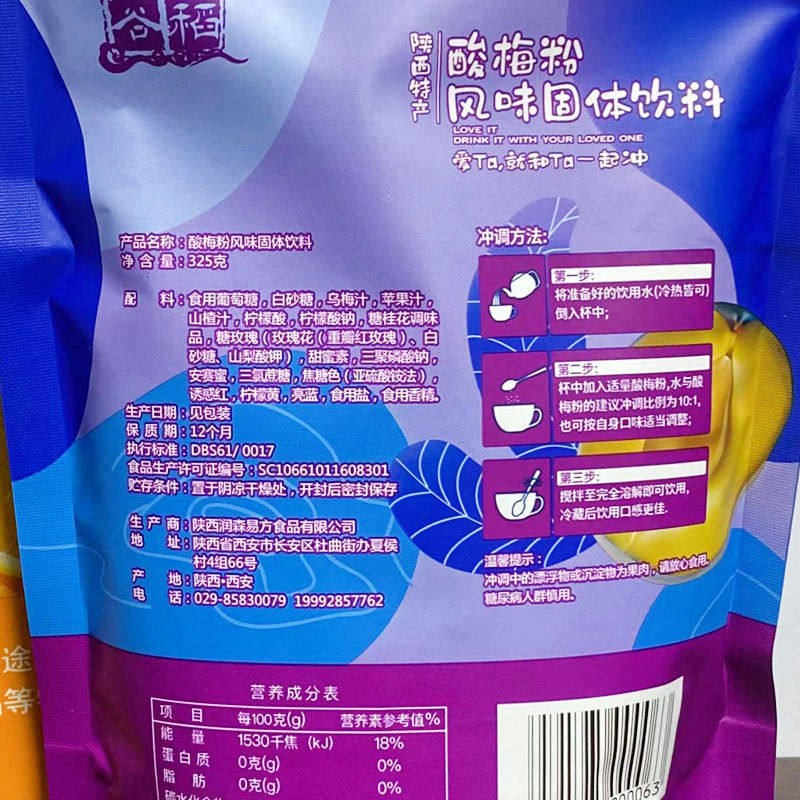 谷稻
陕西特产
酸梅粉
风味固体饮料
LOVE IT
DRINK IT WITH YOUR LOVED ONE
爱Ta,就和Ta一起冲
产品名称：酸梅粉风味固体饮料
净 含 量：325克
配 料：食用葡萄糖，白砂糖，乌梅汁，苹果汁，
山楂汁，柠檬酸，柠檬酸钠，糖桂花调味
品，糖玫瑰（玫瑰花（重瓣红玫瑰）、白
砂糖、山梨酸钾），甜蜜素，三聚磷酸钠，
安赛蜜，三氯蔗糖，焦糖色（亚硫酸铵法），
诱惑红，柠檬黄，亮蓝，食用盐，食用香精。
生产日期：见包装
保 质 期：12个月
执行标准：DBS61/ 0017
食品生产许可证编号：SC10661011608301
贮存条件：置于阴凉干燥处，开封后密封保存
生 产 商：陕西润森易方食品有限公司
地 址：陕西省西安市长安区杜曲街办夏侯
村4组66号
产 地：陕西·西安
电 话：029-85830079 19992857762
冲调方法:
第一步:
将准备好的饮用水(冷热皆可)
倒入杯中;
第二步:
杯中加入适量酸梅粉,水与酸
梅粉的建议冲调比例为10:1,
也可按自身口味适当调整;
第三步:
搅拌至完全溶解即可饮用,
冷藏后饮用口感更佳.
温馨提示:
冲调中的漂浮物或沉淀物为果肉，请放心食用。
糖尿病人群慎用。
营养成分表
项 目 每100克(g) 营养素参考值%
能 量 1530千焦（kJ） 18%
蛋白质 0克(g) 0%
脂 肪 0克(g) 0%
途
等